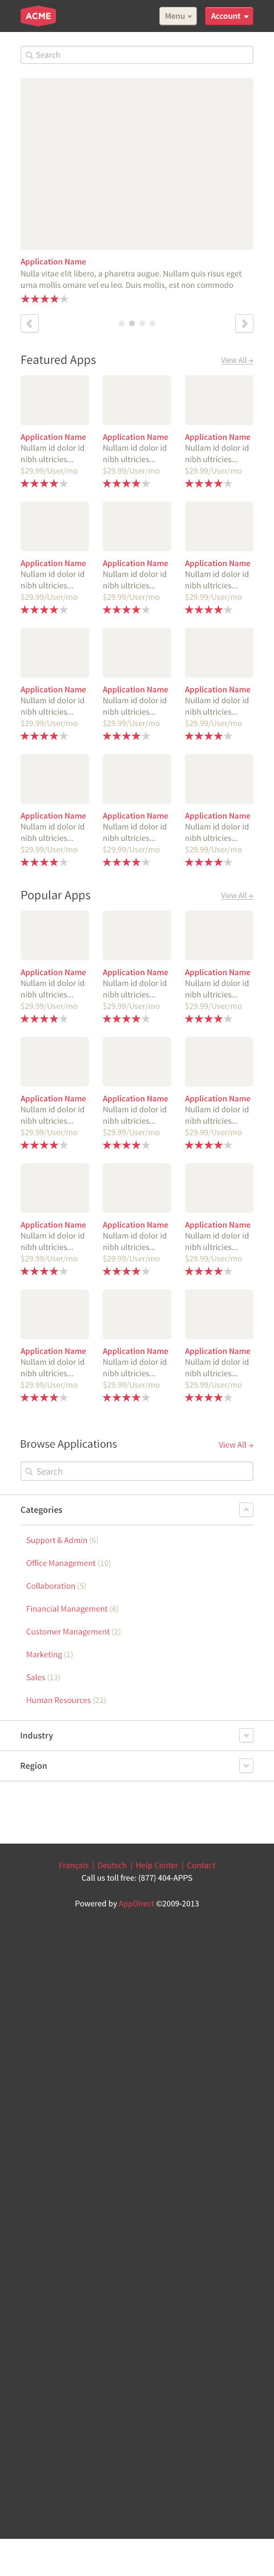 ACME
Menu
Account
Search
Application Name
Nulla vitae elit libero, a pharetra augue. Nullam quis risus eget
urna mollis ornare vel eu leo. Duis mollis, est non commodo
Featured Apps
View All →
Application Name Application Name Application Name
Nullam id dolor id Nullam id dolor id Nullam id dolor id
nibh ultricies... nibh ultricies... nibh ultricies...
$29.99/User/mo $29.99/User/mo $29.99/User/mo
Application Name Application Name Application Name
Nullam id dolor id Nullam id dolor id Nullam id dolor id
nibh ultricies... nibh ultricies... nibh ultricies...
$29.99/User/mo $29.99/User/mo $29.99/User/mo
Application Name Application Name Application Name
Nullam id dolor id Nullam id dolor id Nullam id dolor id
nibh ultricies... nibh ultricies... nibh ultricies...
$29.99/User/mo $29.99/User/mo $29.99/User/mo
Application Name Application Name Application Name
Nullam id dolor id Nullam id dolor id Nullam id dolor id
nibh ultricies... nibh ultricies... nibh ultricies...
$29.99/User/mo $29.99/User/mo $29.99/User/mo
Popular Apps
View All →
Application Name Application Name Application Name
Nullam id dolor id Nullam id dolor id Nullam id dolor id
nibh ultricies... nibh ultricies... nibh ultricies...
$29.99/User/mo $29.99/User/mo $29.99/User/mo
Application Name Application Name Application Name
Nullam id dolor id Nullam id dolor id Nullam id dolor id
nibh ultricies... nibh ultricies... nibh ultricies...
$29.99/User/mo $29.99/User/mo $29.99/User/mo
Application Name Application Name Application Name
Nullam id dolor id Nullam id dolor id Nullam id dolor id
nibh ultricies... nibh ultricies... nibh ultricies...
$29.99/User/mo $29.99/User/mo $29.99/User/mo
Application Name Application Name Application Name
Nullam id dolor id Nullam id dolor id Nullam id dolor id
nibh ultricies... nibh ultricies... nibh ultricies...
$29.99/User/mo $29.99/User/mo $29.99/User/mo
Browse Applications
View All →
Search
Categories
Support & Admin (6)
Office Management (10)
Collaboration (5)
Financial Management (6)
Customer Management (2)
Marketing (1)
Sales (13)
Human Resources (22)
Industry
Region
Français | Deutsch | Help Center | Contact
Call us toll free: (877) 404-APPS
Powered by AppDirect ©2009-2013